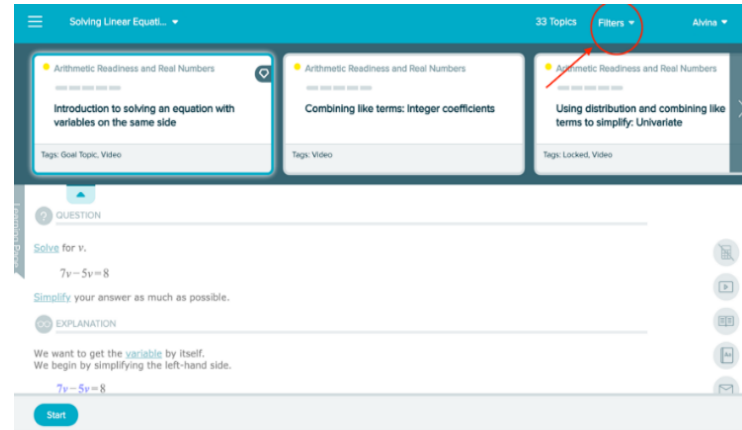 Solving Linear Equati...
33 Topics
Filters
Alvina
Arithmetic Readiness and Real Numbers
Introduction to solving an equation with
variables on the same side
Tags: Goal Topic, Video
Arithmetic Readiness and Real Numbers
Combining like terms: Integer coefficients
Tags: Video
Arithmetic Readiness and Real Numbers
Using distribution and combining like
terms to simplify: Univariate
Tags: Locked, Video
Learning Page
? QUESTION
Solve for v.
7v−5v=8
Simplify your answer as much as possible.
EXPLANATION
We want to get the variable by itself.
We begin by simplifying the left-hand side.
7v−5v=8
Start